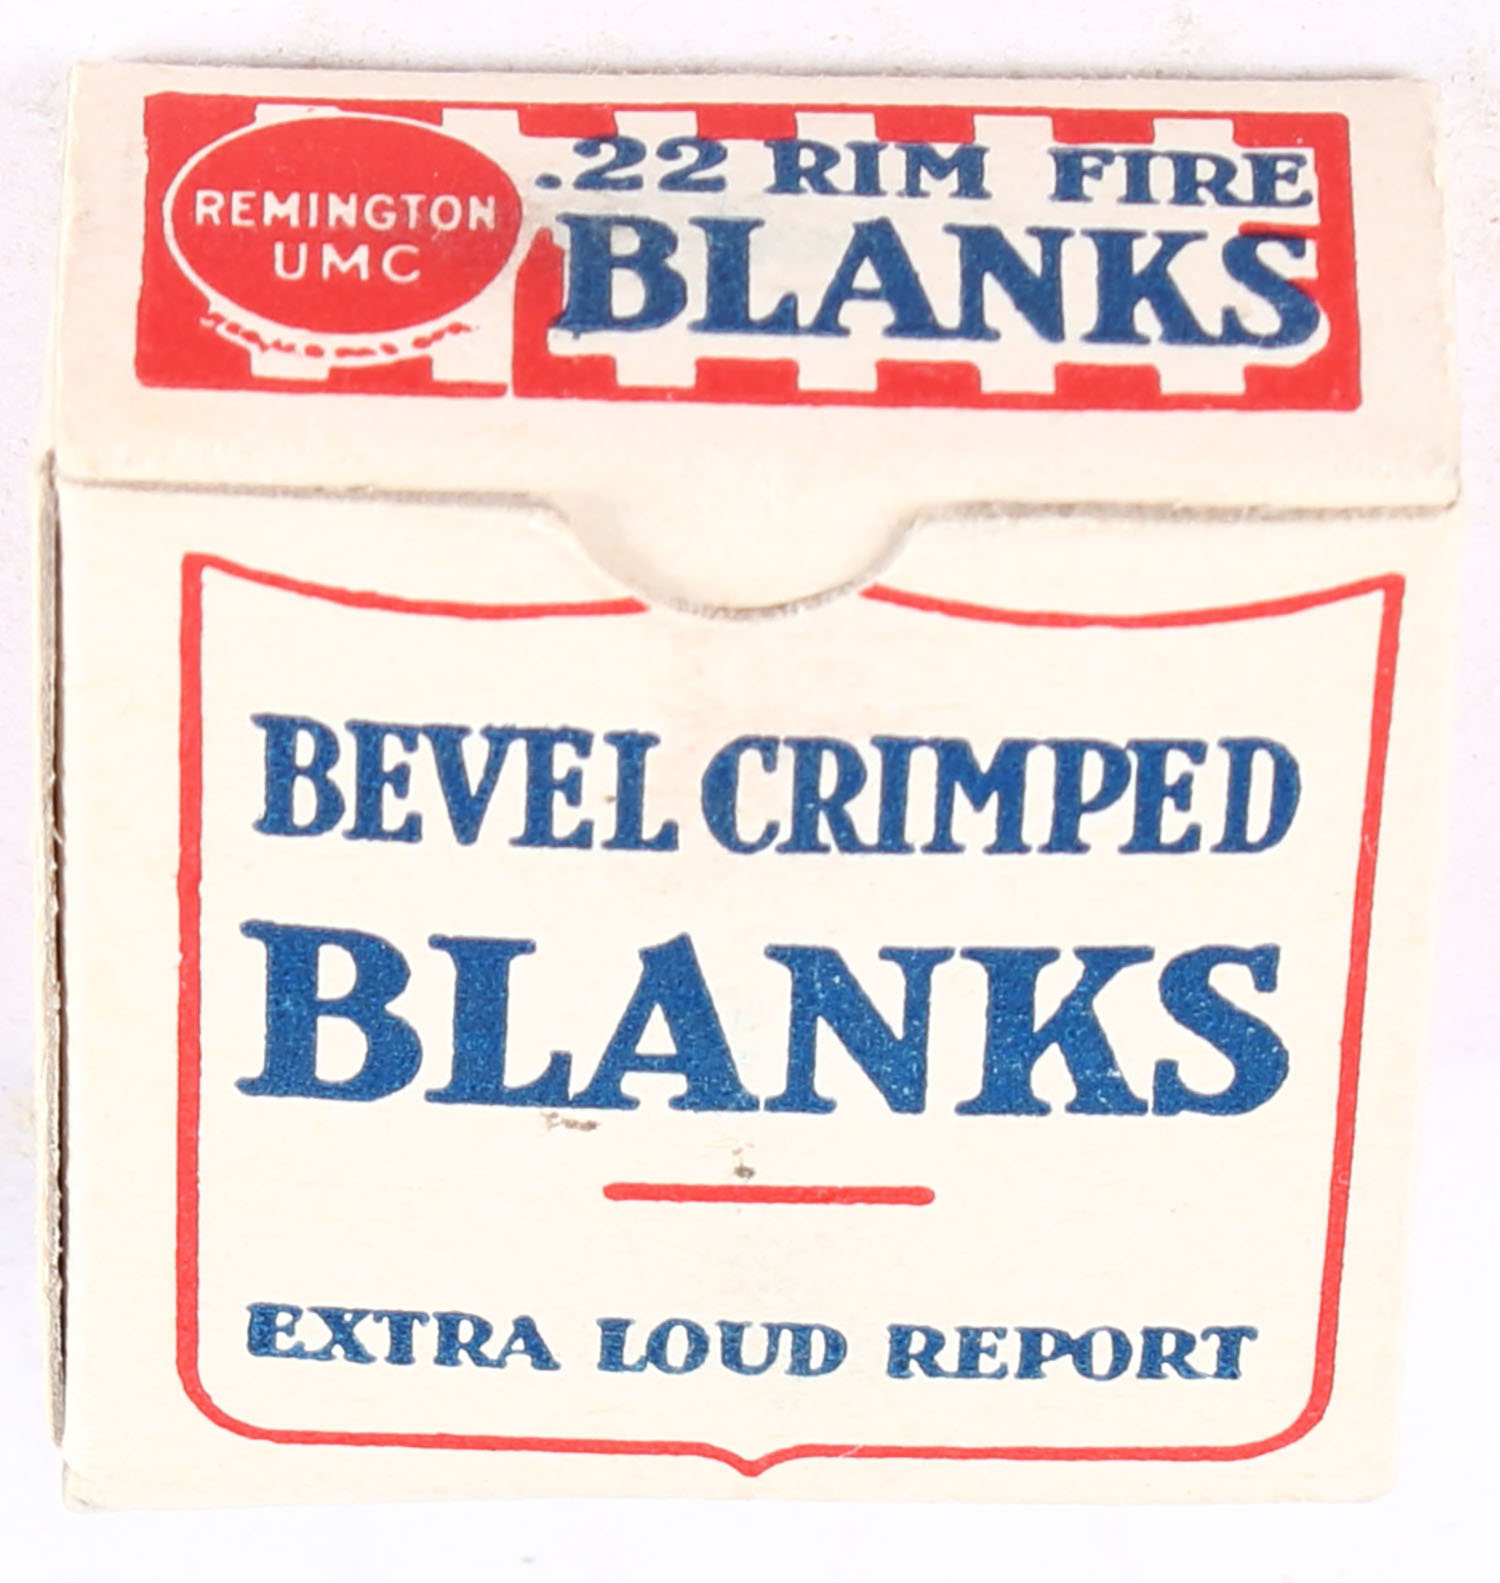 REMINGTON
UMC
.22 RIM FIRE
BLANKS
BEVEL CRIMPED
BLANKS
EXTRA LOUD REPORT